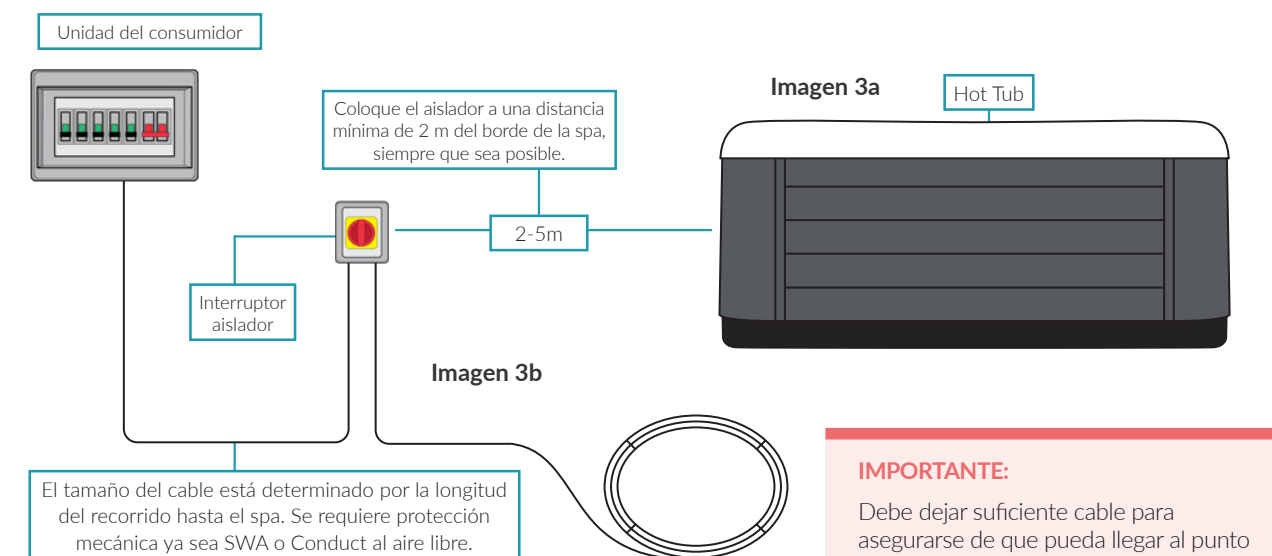 Unidad del consumidor
Coloque el aislador a una distancia
mínima de 2 m del borde de la spa,
siempre que sea posible.
Imagen 3a
Hot Tub
2-5m
Interruptor
aislador
Imagen 3b
El tamaño del cable está determinado por la longitud
del recorrido hasta el spa. Se requiere protección
mecánica ya sea SWA o Conduct al aire libre.
IMPORTANTE:
Debe dejar suficiente cable para
asegurarse de que pueda llegar al punto